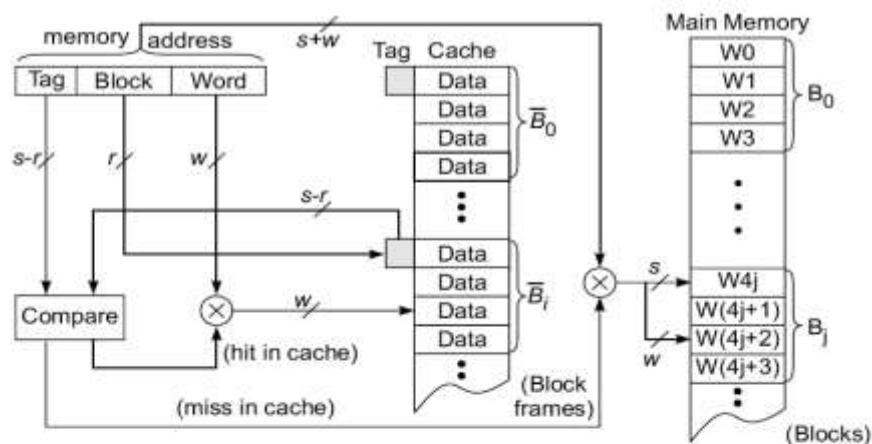 memory address
Tag Block Word
s-r
r
w
s+w
Tag Cache
Data
Data
Data
Data
B̅0
s-r
Data
Data
Data
Data
B̅i
Compare
w
(hit in cache)
(miss in cache)
(Block
frames)
Main Memory
W0
W1
W2
W3
B0
s
w
W4j
W(4j+1)
W(4j+2)
W(4j+3)
Bj
(Blocks)